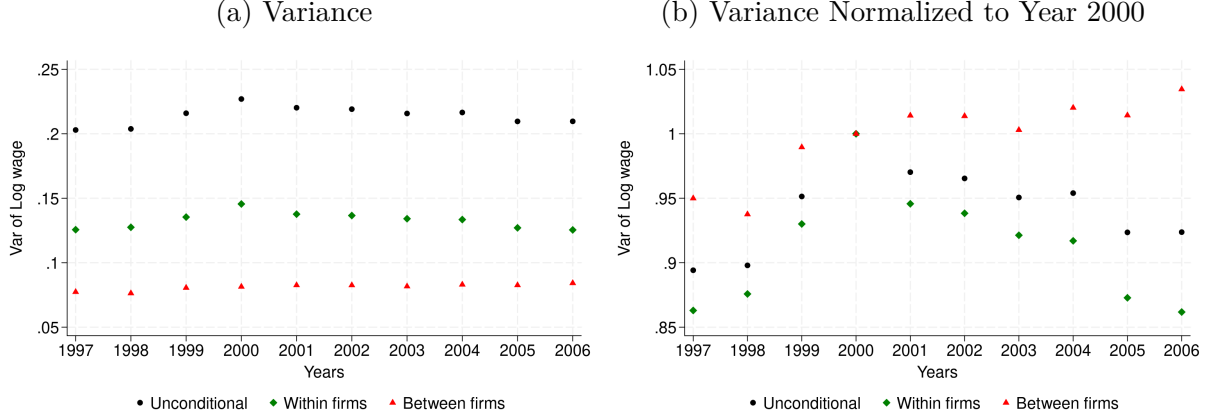 (a) Variance
Var of Log wage
.25
.2
.15
.1
.05
1997 1998 1999 2000 2001 2002 2003 2004 2005 2006
Years
Unconditional Within firms Between firms
(b) Variance Normalized to Year 2000
Var of Log wage
1.05
1
.95
.9
.85
1997 1998 1999 2000 2001 2002 2003 2004 2005 2006
Years
Unconditional Within firms Between firms